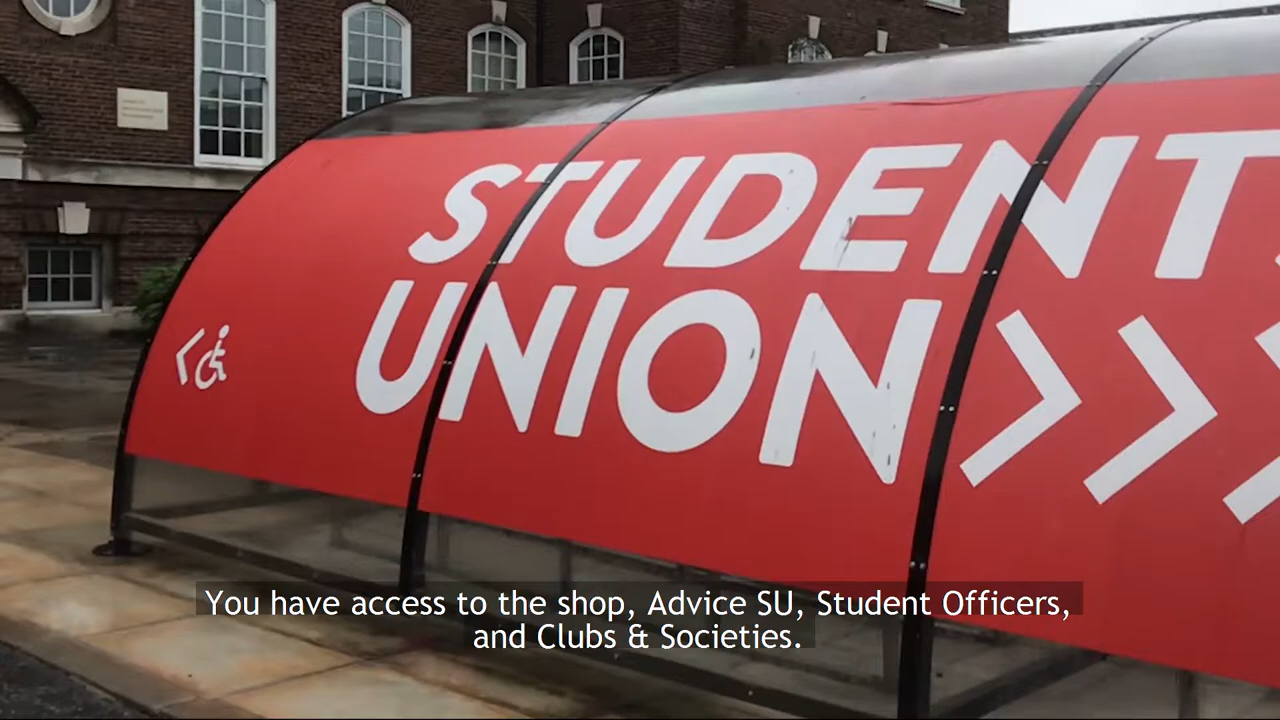 STUDENT
UNION
You have access to the shop, Advice SU, Student Officers,
and Clubs & Societies.